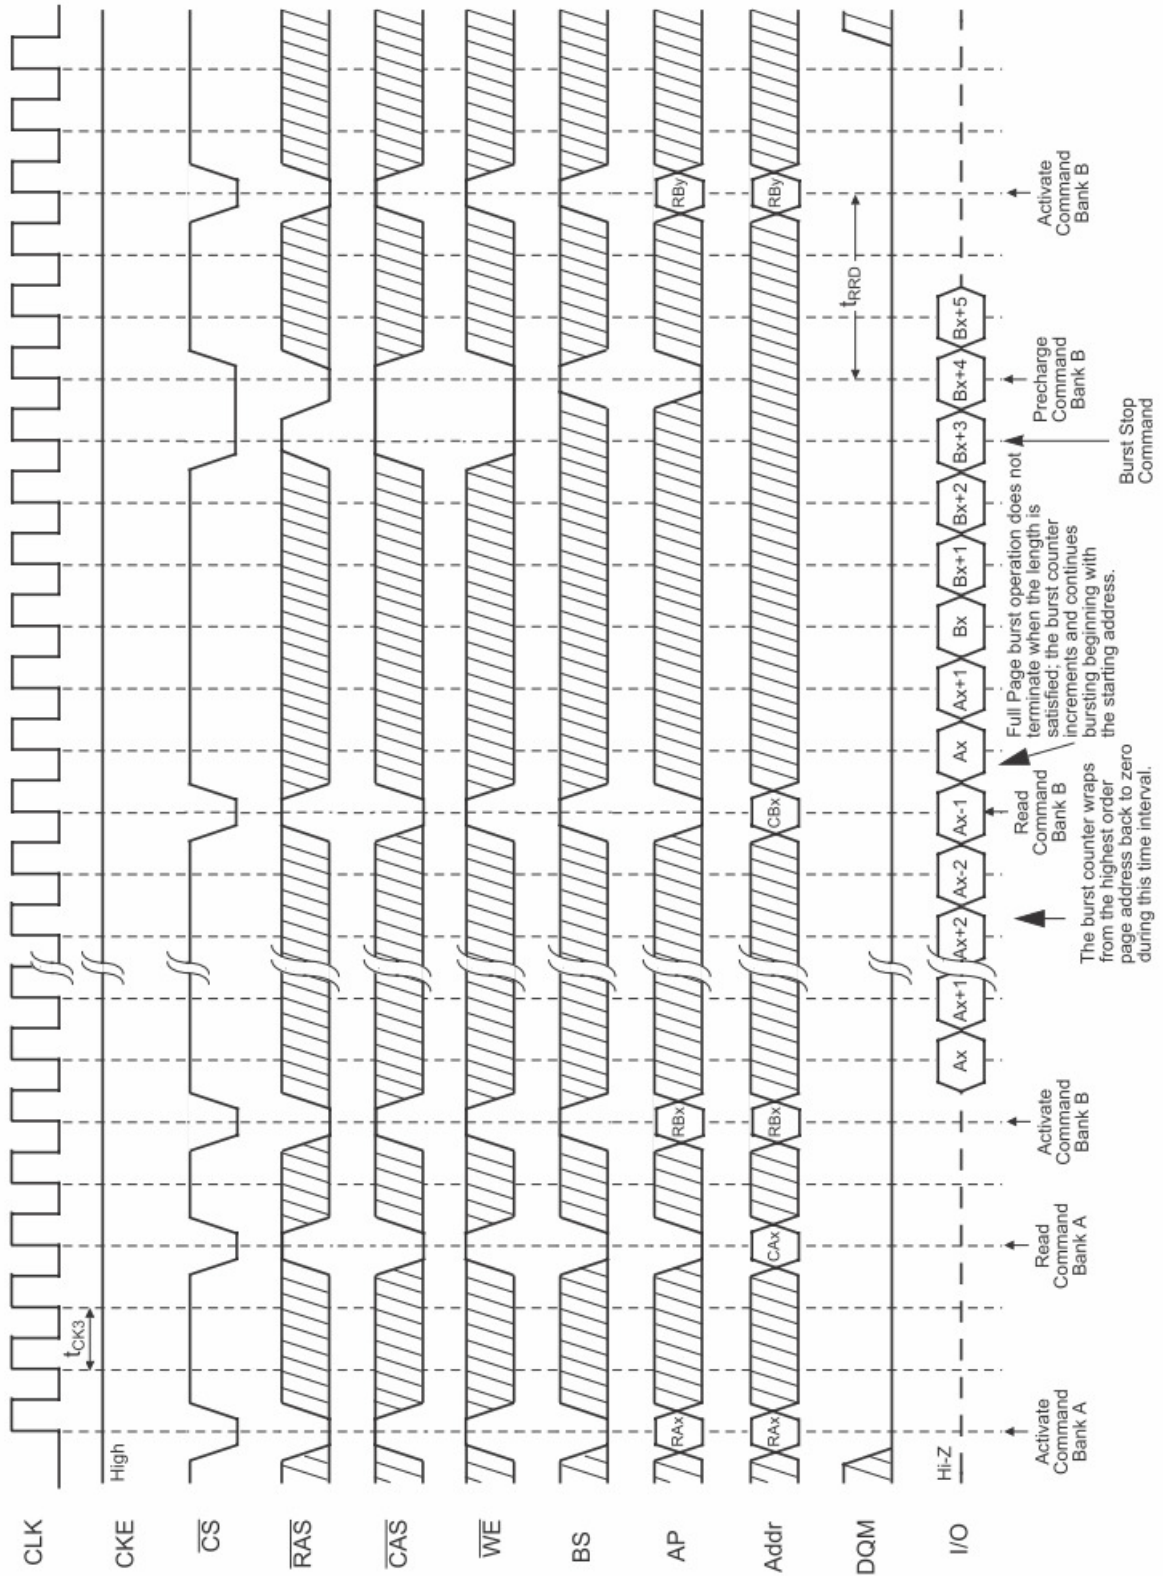 CLK
CKE
High
tCK3
CS
RAS
CAS
WE
BS
AP
RAx
RBx
RBy
Addr
RAx
CAx
RBx
CBx
RBy
DQM
tRRD
I/O
Hi-Z
Ax
Ax+1
Ax+2
Ax-2
Ax-1
Ax
Ax+1
Bx
Bx+1
Bx+2
Bx+3
Bx+4
Bx+5
Activate
Command
Bank A
Read
Command
Bank A
Activate
Command
Bank B
The burst counter wraps
from the highest order
page address back to zero
during this time interval.
Read
Command
Bank B
Full Page burst operation does not
terminate when the length is
satisfied; the burst counter
increments and continues
bursting beginning with
the starting address.
Burst Stop
Command
Precharge
Command
Bank B
Activate
Command
Bank B